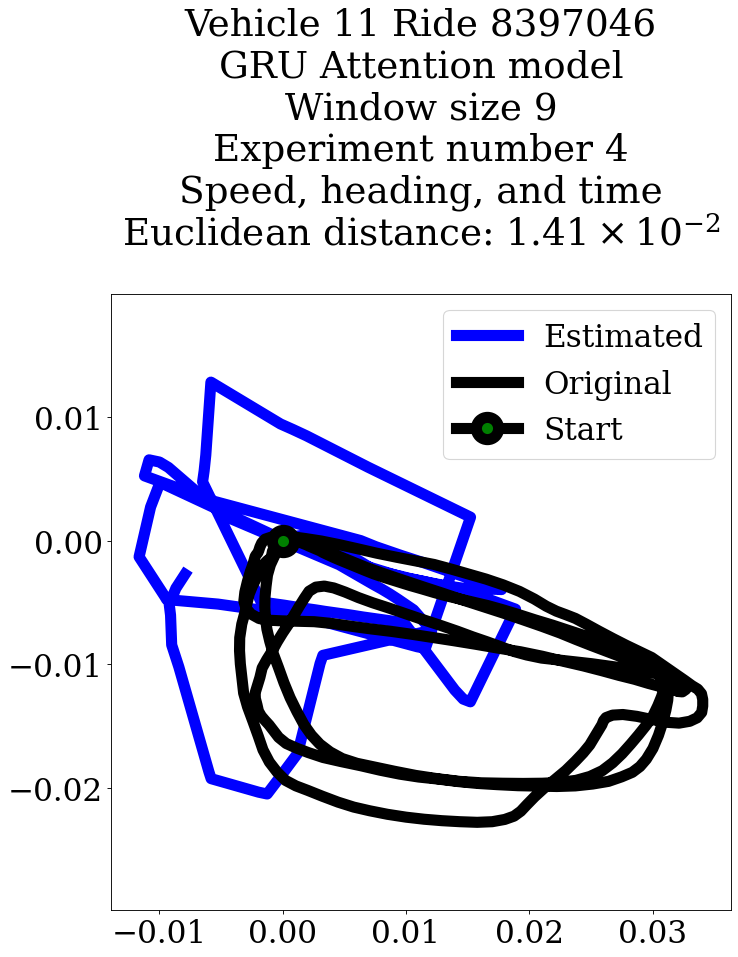 Vehicle 11 Ride 8397046
GRU Attention model
Window size 9
Experiment number 4
Speed, heading, and time
Euclidean distance: 1.41 × 10⁻²
Estimated
Original
Start
0.01
0.00
−0.01
−0.02
−0.01 0.00 0.01 0.02 0.03